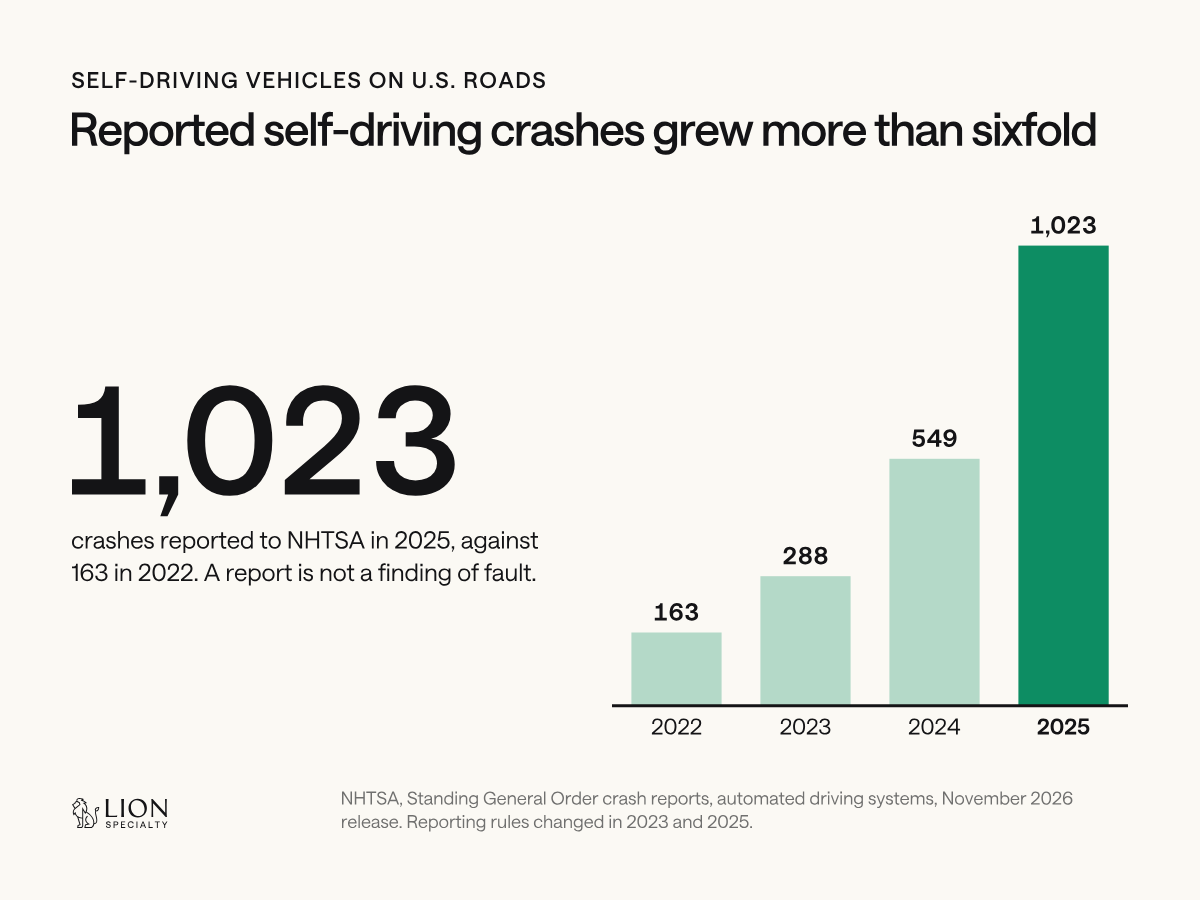 SELF-DRIVING VEHICLES ON U.S. ROADS
Reported self-driving crashes grew more than sixfold
1,023
crashes reported to NHTSA in 2025, against
163 in 2022. A report is not a finding of fault.
163
288
549
1,023
2022
2023
2024
2025
LION
SPECIALTY
NHTSA, Standing General Order crash reports, automated driving systems, November 2026
release. Reporting rules changed in 2023 and 2025.